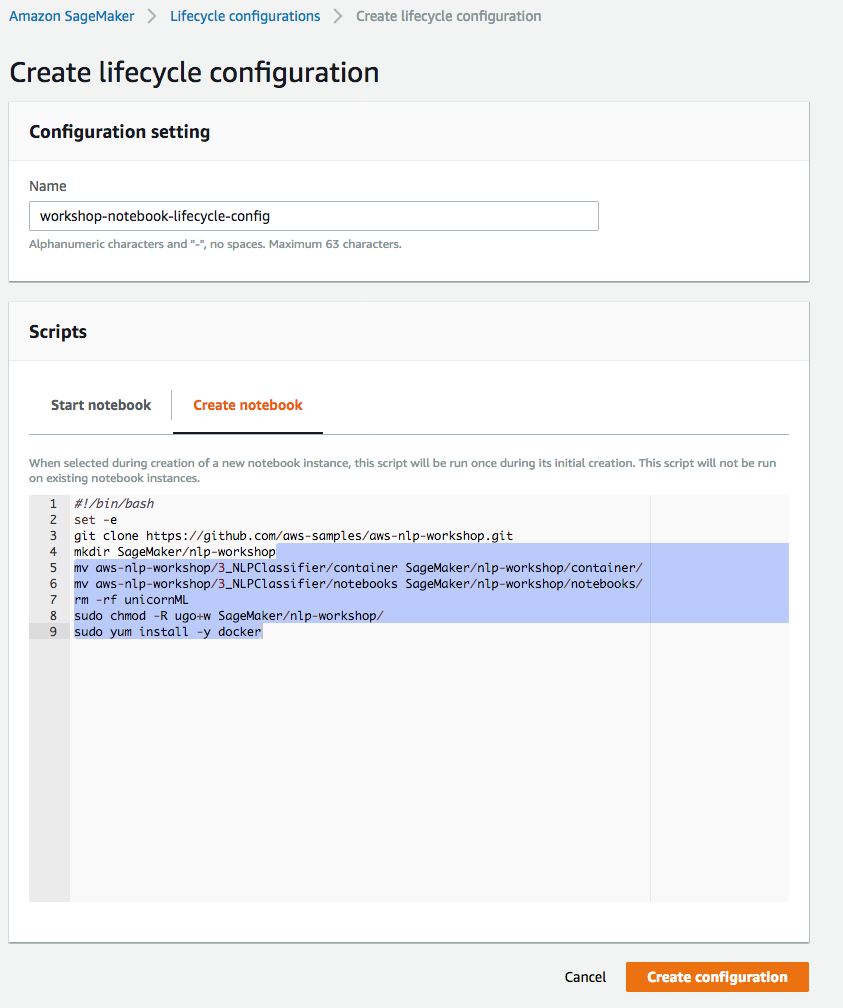 Amazon SageMaker > Lifecycle configurations > Create lifecycle configuration
Create lifecycle configuration
Configuration setting
Name
workshop-notebook-lifecycle-config
Alphanumeric characters and "-", no spaces. Maximum 63 characters.
Scripts
Start notebook Create notebook
When selected during creation of a new notebook instance, this script will be run once during its initial creation. This script will not be run
on existing notebook instances.
1 #!/bin/bash
2 set -e
3 git clone https://github.com/aws-samples/aws-nlp-workshop.git
4 mkdir SageMaker/nlp-workshop
5 mv aws-nlp-workshop/3_NLPClassifier/container SageMaker/nlp-workshop/container/
6 mv aws-nlp-workshop/3_NLPClassifier/notebooks SageMaker/nlp-workshop/notebooks/
7 rm -rf unicornML
8 sudo chmod -R ugo+w SageMaker/nlp-workshop/
9 sudo yum install -y docker
Cancel Create configuration